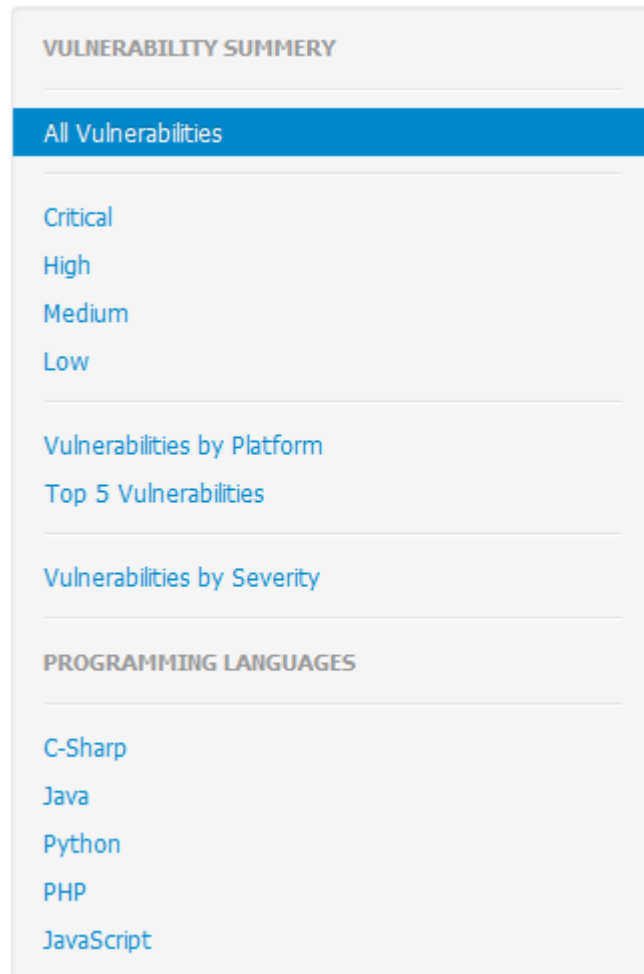 VULNERABILITY SUMMERY
All Vulnerabilities
Critical
High
Medium
Low
Vulnerabilities by Platform
Top 5 Vulnerabilities
Vulnerabilities by Severity
PROGRAMMING LANGUAGES
C-Sharp
Java
Python
PHP
JavaScript